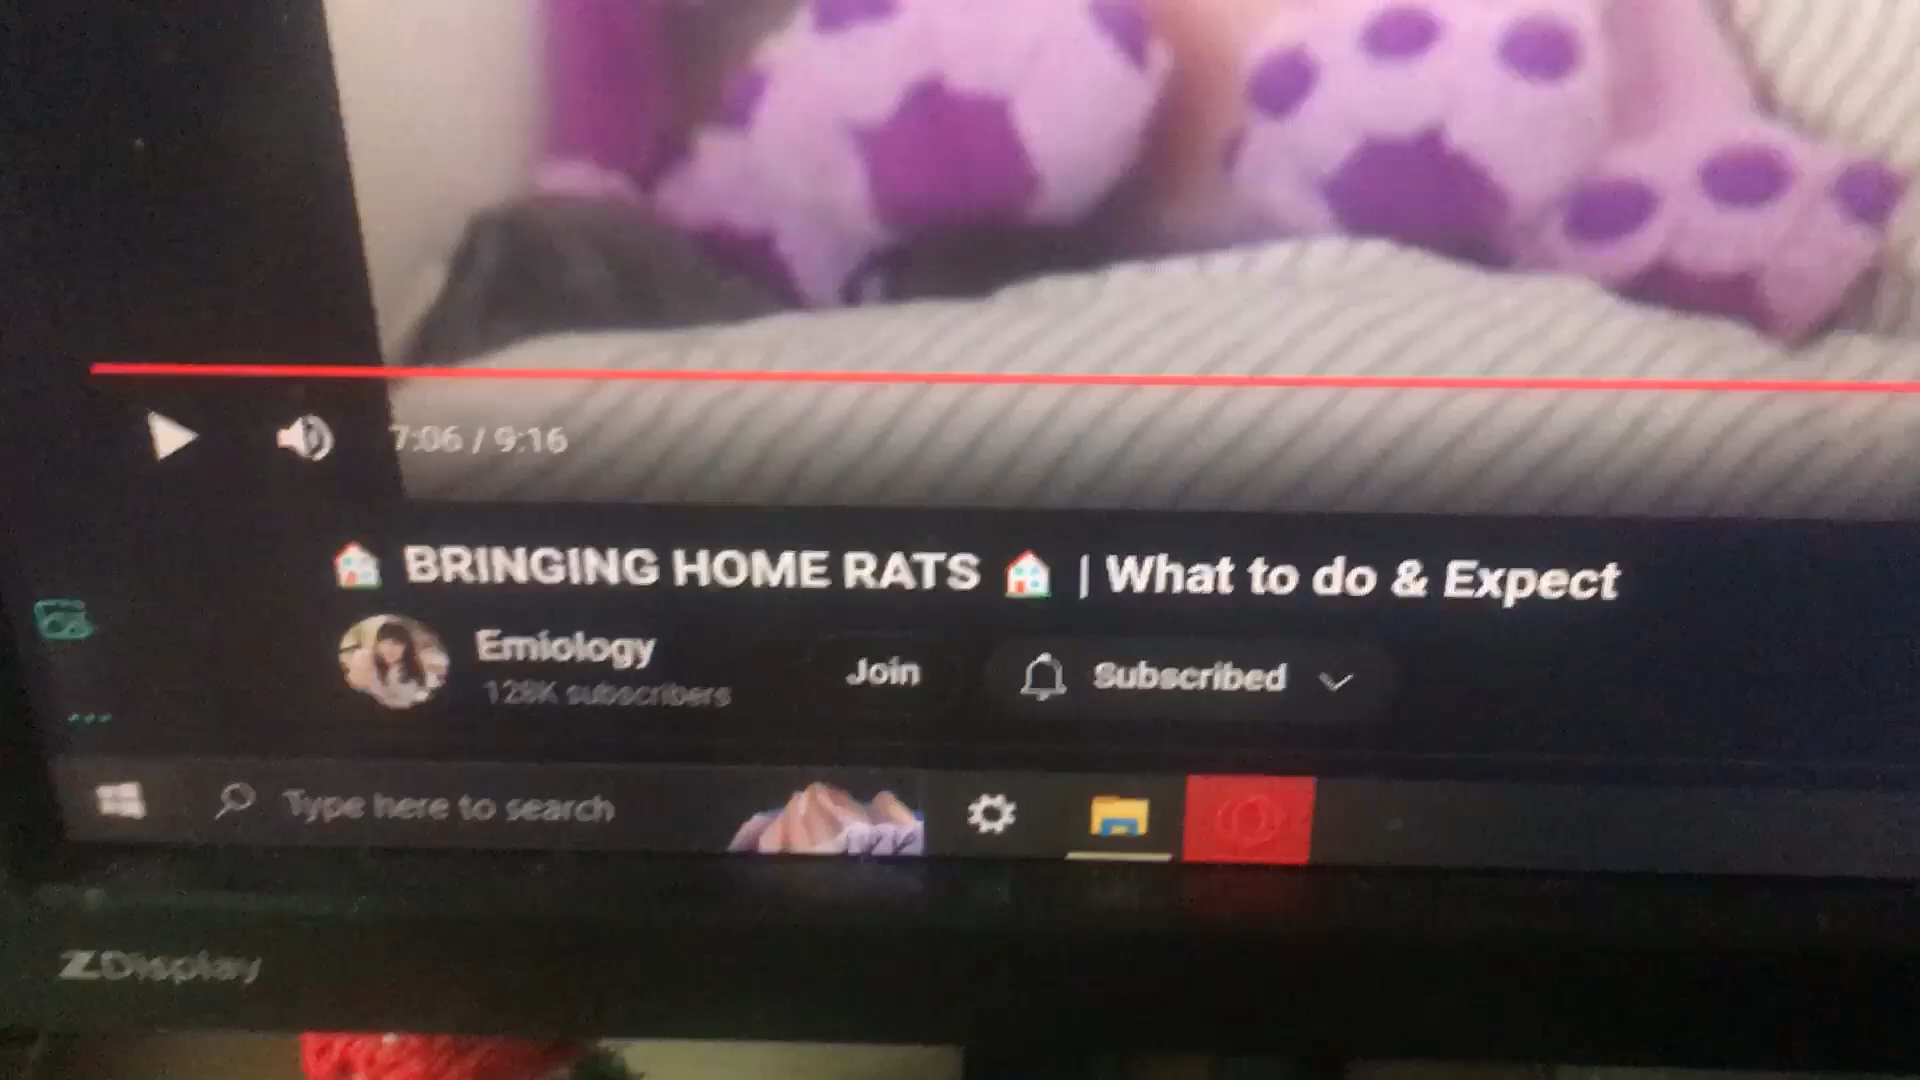 7:06 / 9:16
🏠 BRINGING HOME RATS 🏠 | What to do & Expect
Emiology
128K subscribers
Join
Subscribed
Type here to search
ZDisplay